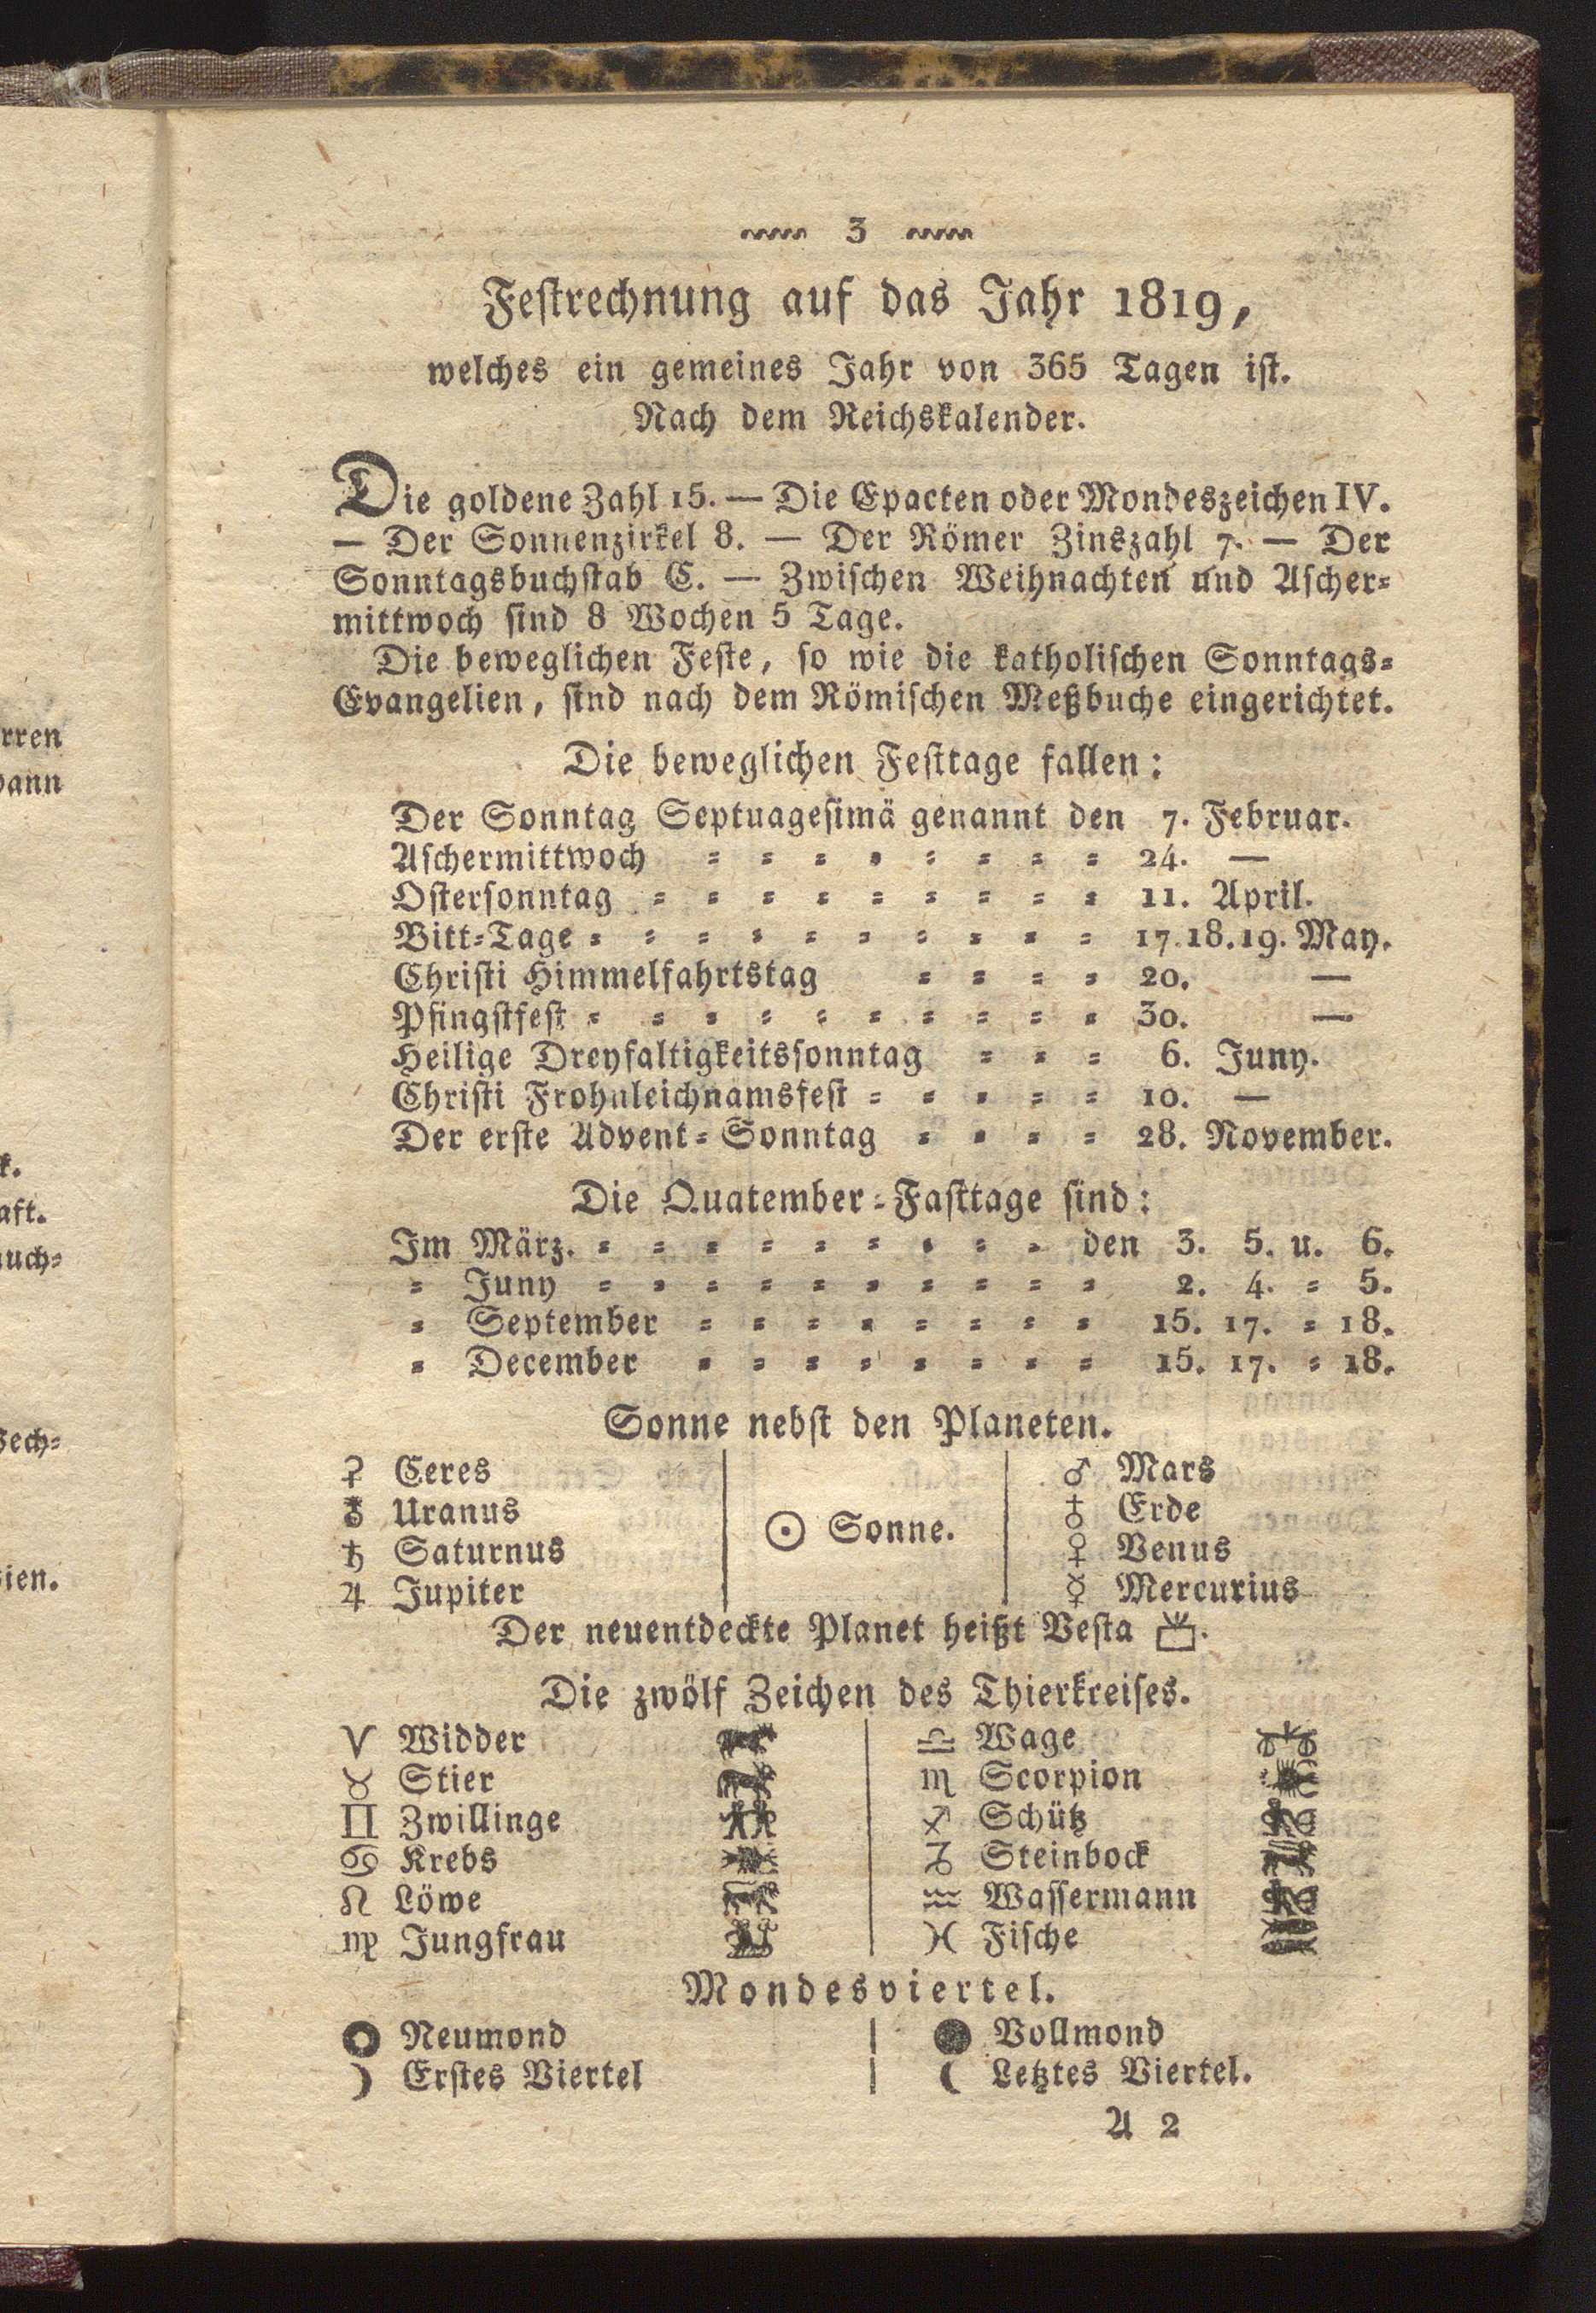 3
Feſtrechnung auf das Jahr 1819,
welches ein gemeines Jahr von 365 Tagen iſt.
Nach dem Reichskalender.
Die goldene Zahl 15. — Die Epacten oder Mondeszeichen IV.
— Der Sonnenzirkel 8. — Der Römer Zinszahl 7. — Der
Sonntagsbuchſtab C. — Zwiſchen Weihnachten und Aſcher⸗
mittwoch ſind 8 Wochen 5 Tage.
Die beweglichen Feſte, ſo wie die katholiſchen Sonntags⸗
Evangelien, ſind nach dem Römiſchen Meßbuche eingerichtet.
Die beweglichen Feſttage fallen:
Der Sonntag Septuageſimä genannt den 7. Februar.
Aſchermittwoch ⸗ ⸗ ⸗ ⸗ ⸗ ⸗ ⸗ ⸗ 24. —
Oſterſonntag ⸗ ⸗ ⸗ ⸗ ⸗ ⸗ ⸗ ⸗ ⸗ 11. April.
Bitt⸗Tage ⸗ ⸗ ⸗ ⸗ ⸗ ⸗ ⸗ ⸗ ⸗ ⸗ 17.18.19. May.
Chriſti Himmelfahrtstag ⸗ ⸗ ⸗ ⸗ 20. —
Pfingſtfeſt ⸗ ⸗ ⸗ ⸗ ⸗ ⸗ ⸗ ⸗ ⸗ ⸗ 30. —
Heilige Dreyfaltigkeitsſonntag ⸗ ⸗ ⸗ 6. Juny.
Chriſti Frohnleichnamsfeſt ⸗ ⸗ ⸗ ⸗ ⸗ 10. —
Der erſte Advent⸗Sonntag ⸗ ⸗ ⸗ ⸗ 28. November.
Die Quatember⸗Faſttage ſind:
Im März. ⸗ ⸗ ⸗ ⸗ ⸗ ⸗ ⸗ ⸗ ⸗ den 3. 5. u. 6.
⸗ Juny ⸗ ⸗ ⸗ ⸗ ⸗ ⸗ ⸗ ⸗ ⸗ ⸗ 2. 4. ⸗ 5.
⸗ September ⸗ ⸗ ⸗ ⸗ ⸗ ⸗ ⸗ ⸗ 15. 17. ⸗ 18.
⸗ December ⸗ ⸗ ⸗ ⸗ ⸗ ⸗ ⸗ ⸗ 15. 17. ⸗ 18.
Sonne nebſt den Planeten.
⚳ Ceres
⛢ Uranus
♄ Saturnus
♃ Jupiter
☉ Sonne.
♂ Mars
♁ Erde
♀ Venus
☿ Mercurius
Der neuentdeckte Planet heißt Veſta ⚶.
Die zwölf Zeichen des Thierkreiſes.
♈ Widder
♉ Stier
♊ Zwillinge
♋ Krebs
♌ Löwe
♍ Jungfrau
♎ Wage
♏ Scorpion
♐ Schütz
♑ Steinbock
♒ Waſſermann
♓ Fiſche
Mondesviertel.
Neumond
☽ Erſtes Viertel
Vollmond
☾ Letztes Viertel.
A 2
rren
aft.
uch⸗
ien.